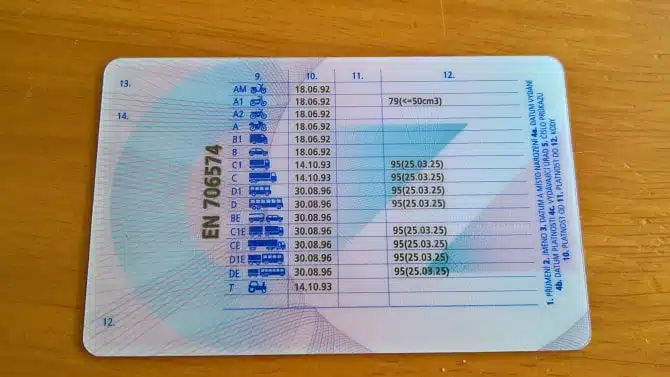 13.
14.
12.
EN 706574
9. 10. 11. 12.
AM 18.06.92
A1 18.06.92 79(<=50cm3)
A2 18.06.92
A 18.06.92
B1 18.06.92
B 18.06.92
C1 14.10.93 95(25.03.25)
C 14.10.93 95(25.03.25)
D1 30.08.96 95(25.03.25)
D 30.08.96 95(25.03.25)
BE 30.08.96
C1E 30.08.96 95(25.03.25)
CE 30.08.96 95(25.03.25)
D1E 30.08.96 95(25.03.25)
DE 30.08.96 95(25.03.25)
T 14.10.93
1. PŘÍJMENÍ 2. JMÉNO 3. DATUM A MÍSTO NAROZENÍ 4a. DATUM VYDÁNÍ
4b. DATUM PLATNOSTI 4c. VYDÁVAJÍCÍ ÚŘAD 5. ČÍSLO PRŮKAZU
10. PLATNOST OD 11. PLATNOST DO 12. KÓDY